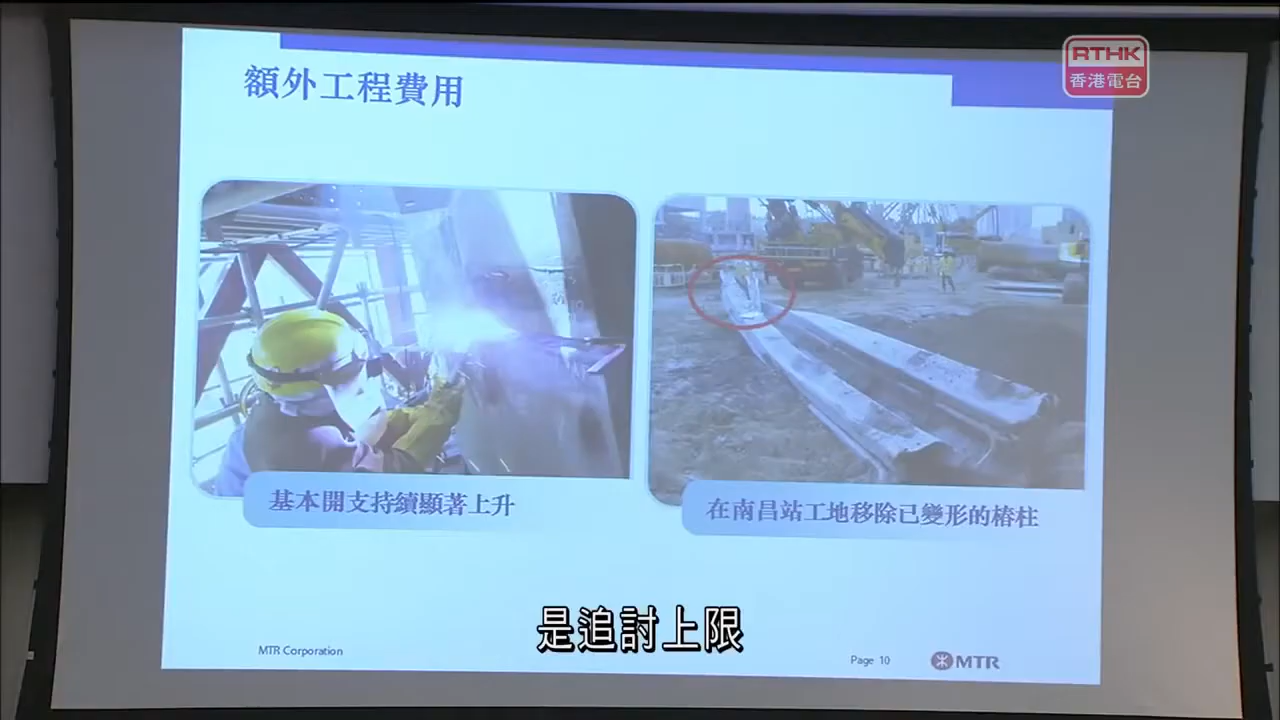 RTHK
香港電台
額外工程費用
基本開支持續顯著上升
在南昌站工地移除已變形的樁柱
是追討上限
MTR Corporation
Page 10
MTR